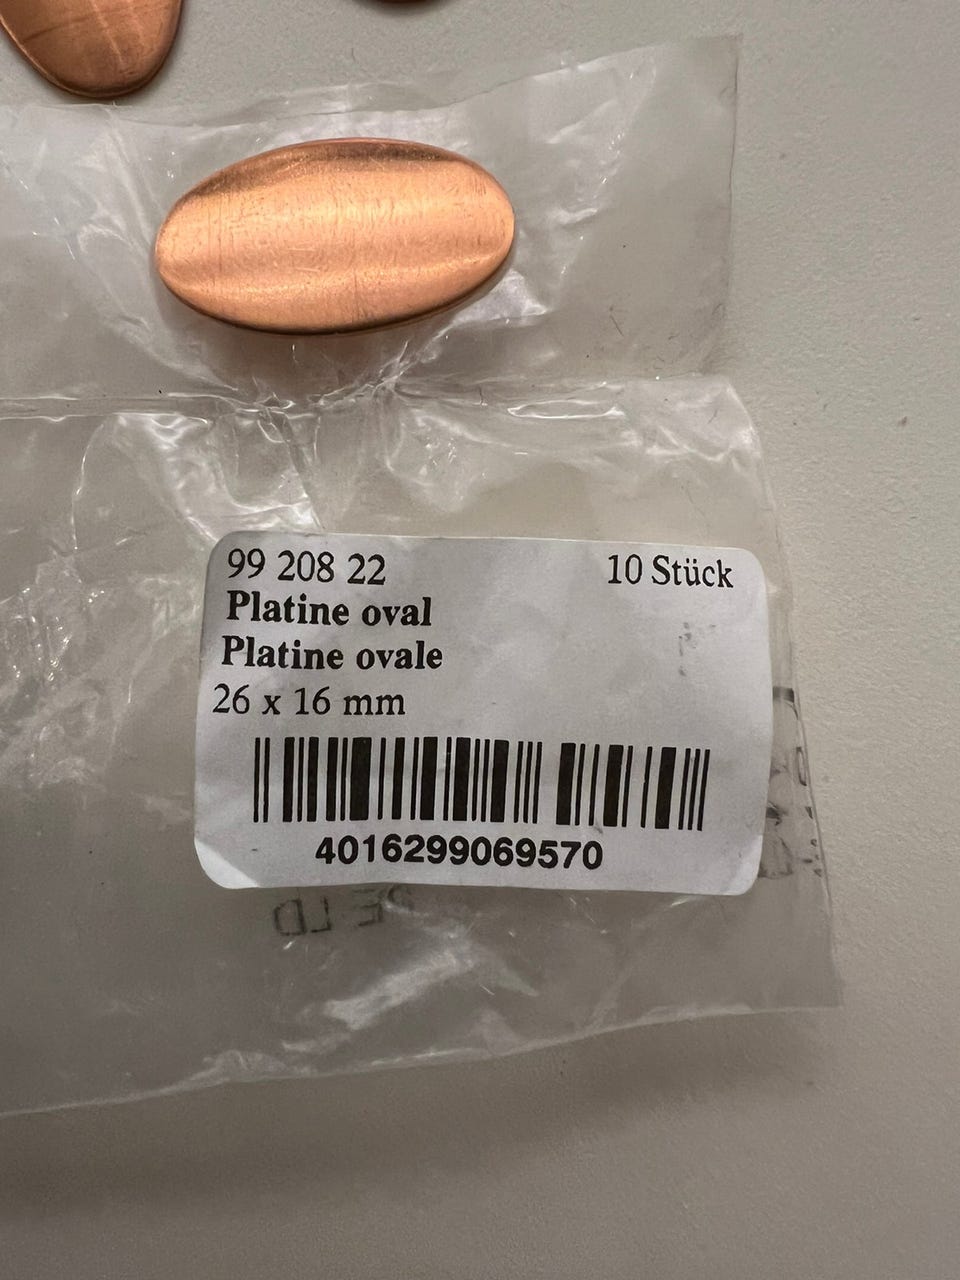 99 208 22 10 Stück
Platine oval
Platine ovale
26 x 16 mm
4016299069570